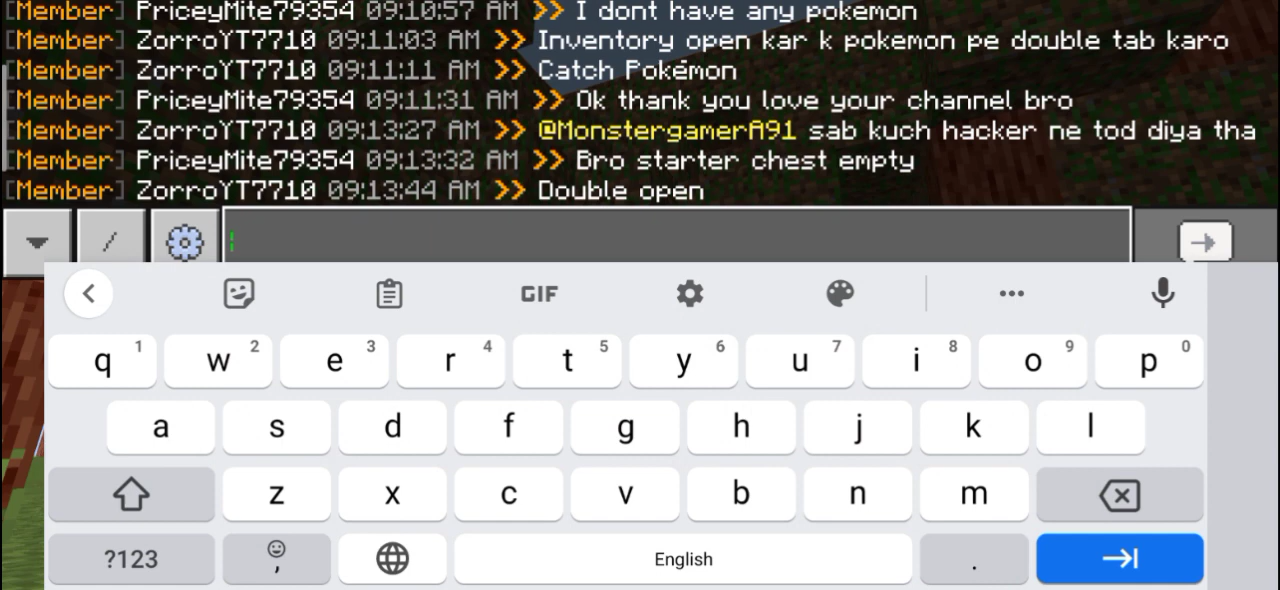 [Member] PriceyMite79354 09:10:57 AM >> I dont have any pokemon
[Member] ZorroYT7710 09:11:03 AM >> Inventory open kar k pokemon pe double tab karo
[Member] ZorroYT7710 09:11:11 AM >> Catch Pokémon
[Member] PriceyMite79354 09:11:31 AM >> Ok thank you love your channel bro
[Member] ZorroYT7710 09:13:27 AM >> @MonstergamerA91 sab kuch hacker ne tod diya tha
[Member] PriceyMite79354 09:13:32 AM >> Bro starter chest empty
[Member] ZorroYT7710 09:13:44 AM >> Double open
/
GIF
q 1 w 2 e 3 r 4 t 5 y 6 u 7 i 8 o 9 p 0
a s d f g h j k l
z x c v b n m
?123 , English .